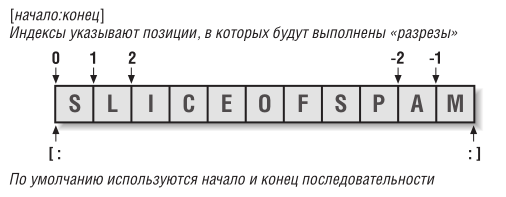 [начало:конец]
Индексы указывают позиции, в которых будут выполнены «разрезы»
0 1 2 -2 -1
S L I C E O F S P A M
[: :]
По умолчанию используются начало и конец последовательности